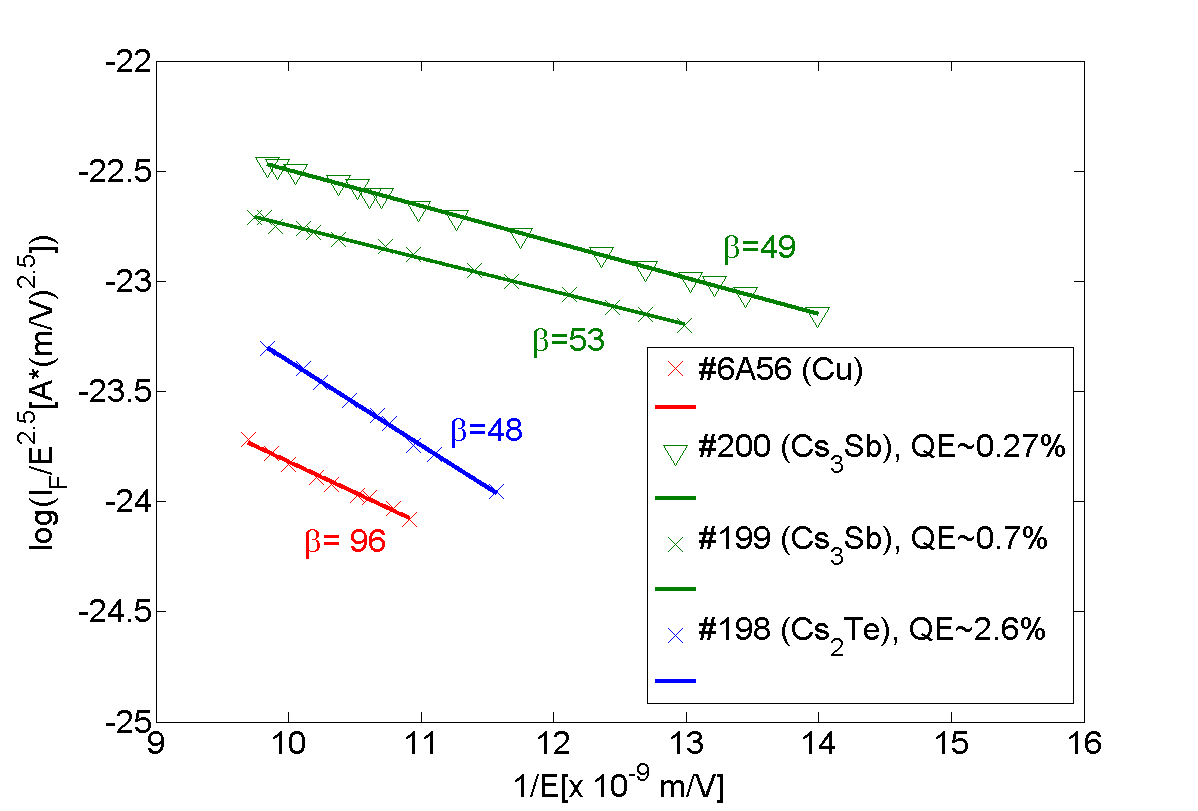 -22
-22.5
-23
-23.5
-24
-24.5
-25
log(I_F/E^2.5[A*(m/V)^2.5])
β=49
β=53
β=48
β= 96
#6A56 (Cu)
#200 (Cs₃Sb), QE~0.27%
#199 (Cs₃Sb), QE~0.7%
#198 (Cs₂Te), QE~2.6%
9 10 11 12 13 14 15 16
1/E[x 10⁻⁹ m/V]